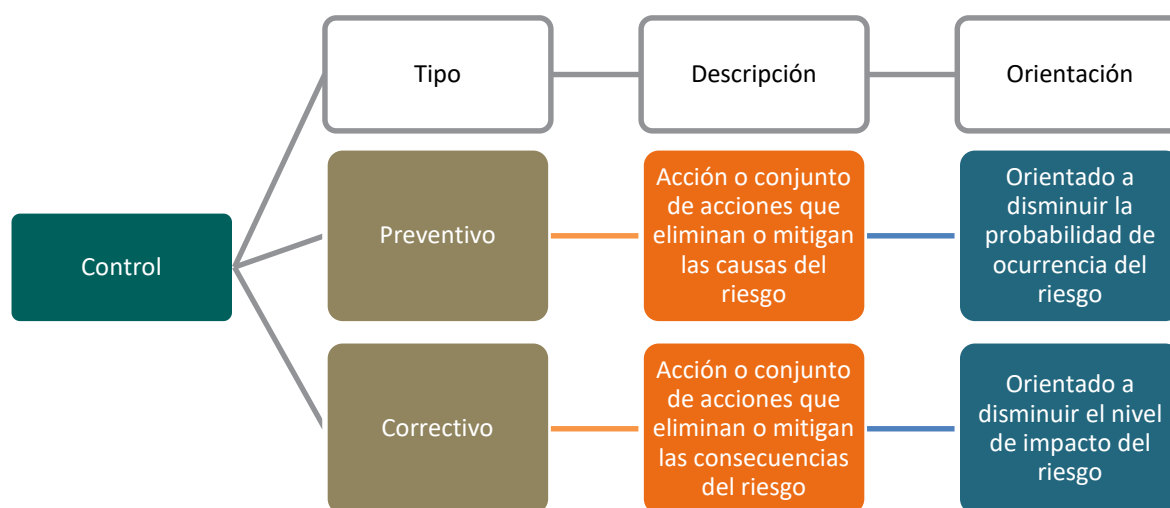 Tipo
Descripción
Orientación
Control
Preventivo
Acción o conjunto
de acciones que
eliminan o mitigan
las causas del
riesgo
Orientado a
disminuir la
probabilidad de
ocurrencia del
riesgo
Correctivo
Acción o conjunto
de acciones que
eliminan o mitigan
las consecuencias
del riesgo
Orientado a
disminuir el nivel
de impacto del
riesgo